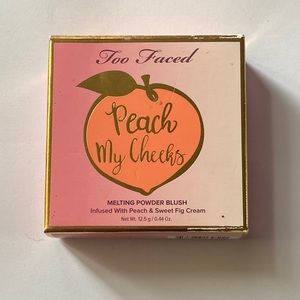 Too Faced
Peach
My Cheeks
MELTING POWDER BLUSH
Infused With Peach & Sweet Fig Cream
Net Wt. 12.5 g / 0.44 Oz.